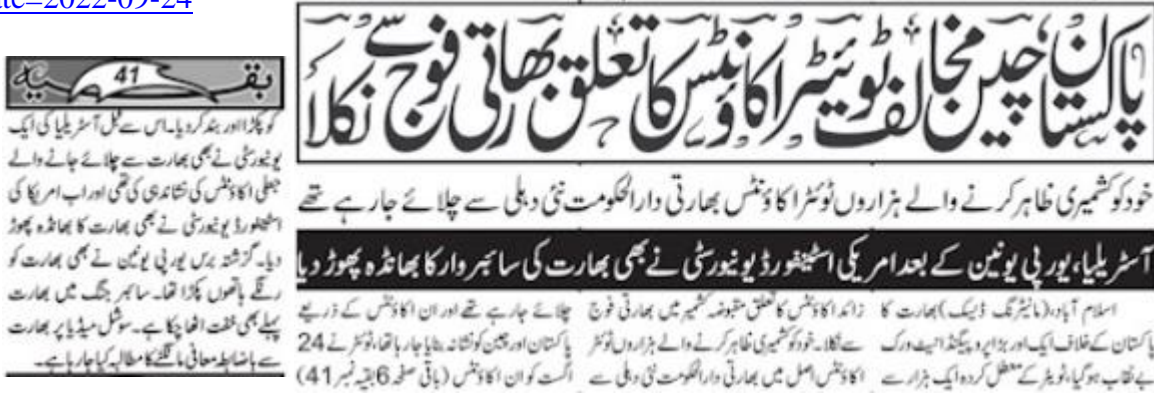 ate=2022-09-24
پاکستان، چین مخالف ٹوئیٹر اکاؤنٹس کا تعلق بھارتی فوج سے نکلا
خود کو کشمیری ظاہر کرنے والے ہزاروں ٹوئٹر اکاؤنٹس بھارتی دارالحکومت نئی دہلی سے چلائے جا رہے تھے
آسٹریلیا، یورپی یونین کے بعد امریکی اسٹیفورڈ یونیورسٹی نے بھی بھارت کی سائبر وار کا بھانڈہ پھوڑ دیا
اسلام آباد، (مانیٹرنگ ڈیسک) بھارت کا
پاکستان کے خلاف ایک اور بڑا پروپیگنڈا نیٹ ورک
بے نقاب ہوگیا، ٹویٹر کے معطل کردہ ایک ہزار سے
زائد اکاؤنٹس کا تعلق مقبوضہ کشمیر میں بھارتی فوج
سے نکلا۔ خود کو کشمیری ظاہر کرنے والے ہزاروں ٹوئٹر
اکاؤنٹس اصل میں بھارتی دارالحکومت نئی دہلی سے
چلائے جا رہے تھے اور ان اکاؤنٹس کے ذریعے
پاکستان اور چین کو نشانہ بنایا جا رہا تھا، ٹوئٹر نے 24
اگست کو ان اکاؤنٹس (باقی صفحہ 6 بقیہ نمبر 41)
بقیہ 41
کو پکڑا اور بند کر دیا۔ اس سے قبل آسٹریلیا کی ایک
یونیورسٹی نے بھی بھارت سے چلائے جانے والے
جعلی اکاؤنٹس کی نشاندہی کی تھی اور اب امریکا کی
اسٹیفورڈ یونیورسٹی نے بھی بھارت کا بھانڈہ پھوڑ
دیا۔ گزشتہ برس یورپی یونین نے بھی بھارت کو
رنگے ہاتھوں پکڑا تھا۔ سائبر جنگ میں بھارت
پہلے بھی خفت اٹھا چکا ہے۔ سوشل میڈیا پر بھارت
سے باضابطہ معافی مانگنے کا مطالبہ کیا جا رہا ہے۔